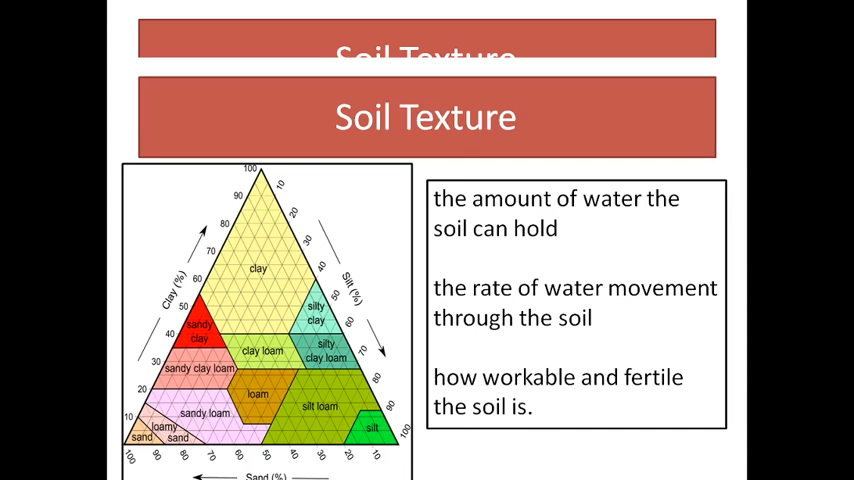 Soil Texture
Soil Texture
100
90
80
70
60
50
40
30
20
10
Clay (%)
10
20
30
40
50
60
70
80
90
100
Silt (%)
clay
silty
clay
sandy
clay
clay loam
silty
clay loam
sandy clay loam
loam
silt loam
sandy loam
silt
loamy
sand
sand
100
90
80
70
60
50
40
30
20
10
Sand (%)
the amount of water the
soil can hold
the rate of water movement
through the soil
how workable and fertile
the soil is.